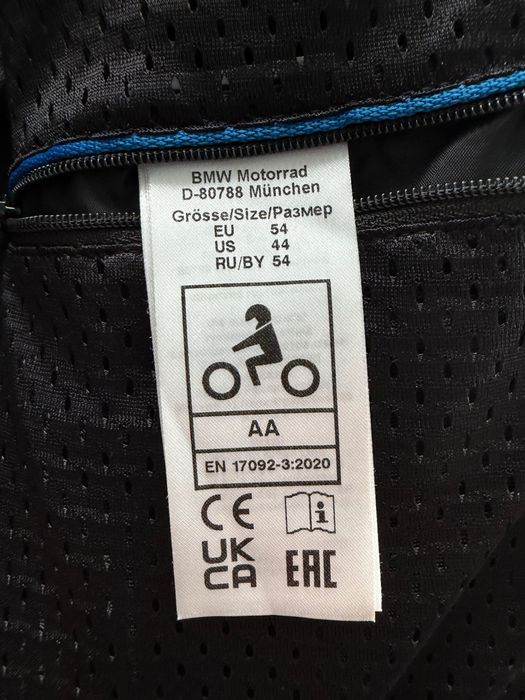 BMW Motorrad
D-80788 München
Grösse/Size/Размер
EU 54
US 44
RU/BY 54
AA
EN 17092-3:2020
CE
i
UK
CA
EAC